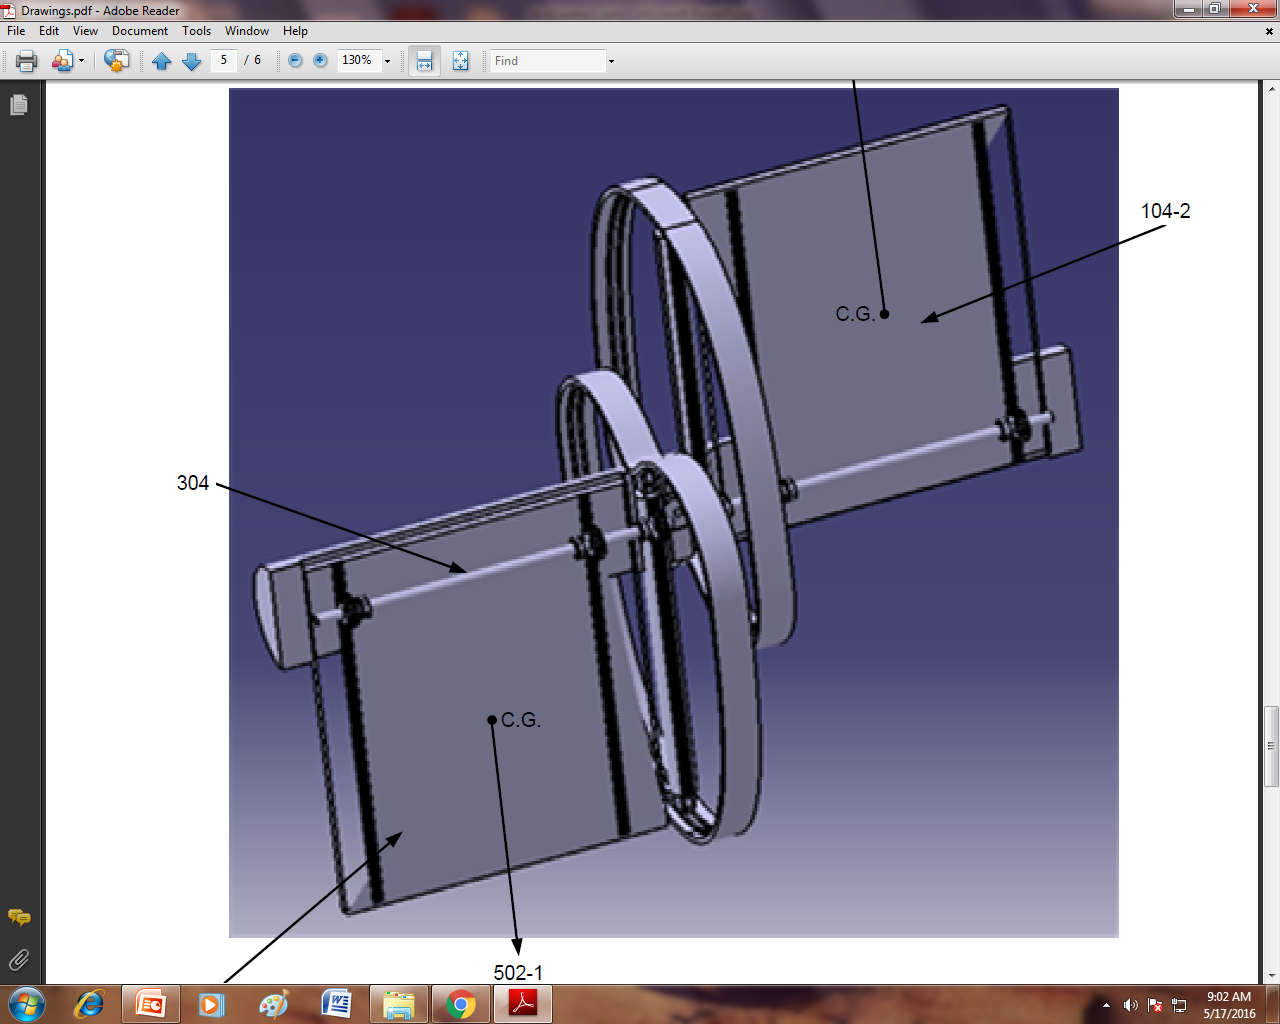 Drawings.pdf - Adobe Reader
File Edit View Document Tools Window Help
5 / 6 130% Find
104-2
C.G.
304
C.G.
502-1
9:02 AM
5/17/2016